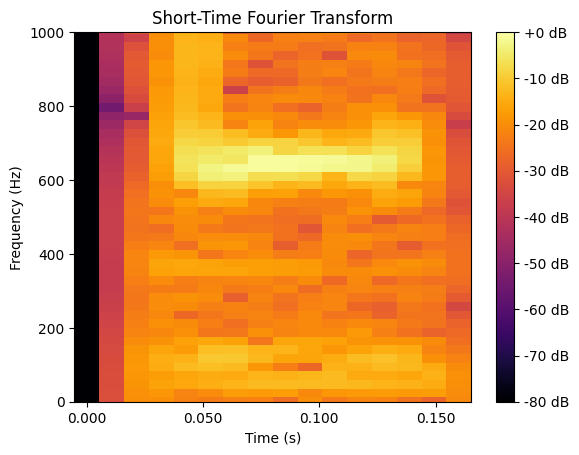 Short-Time Fourier Transform
1000
800
600
400
200
0
Frequency (Hz)
0.000
0.050
0.100
0.150
Time (s)
+0 dB
-10 dB
-20 dB
-30 dB
-40 dB
-50 dB
-60 dB
-70 dB
-80 dB